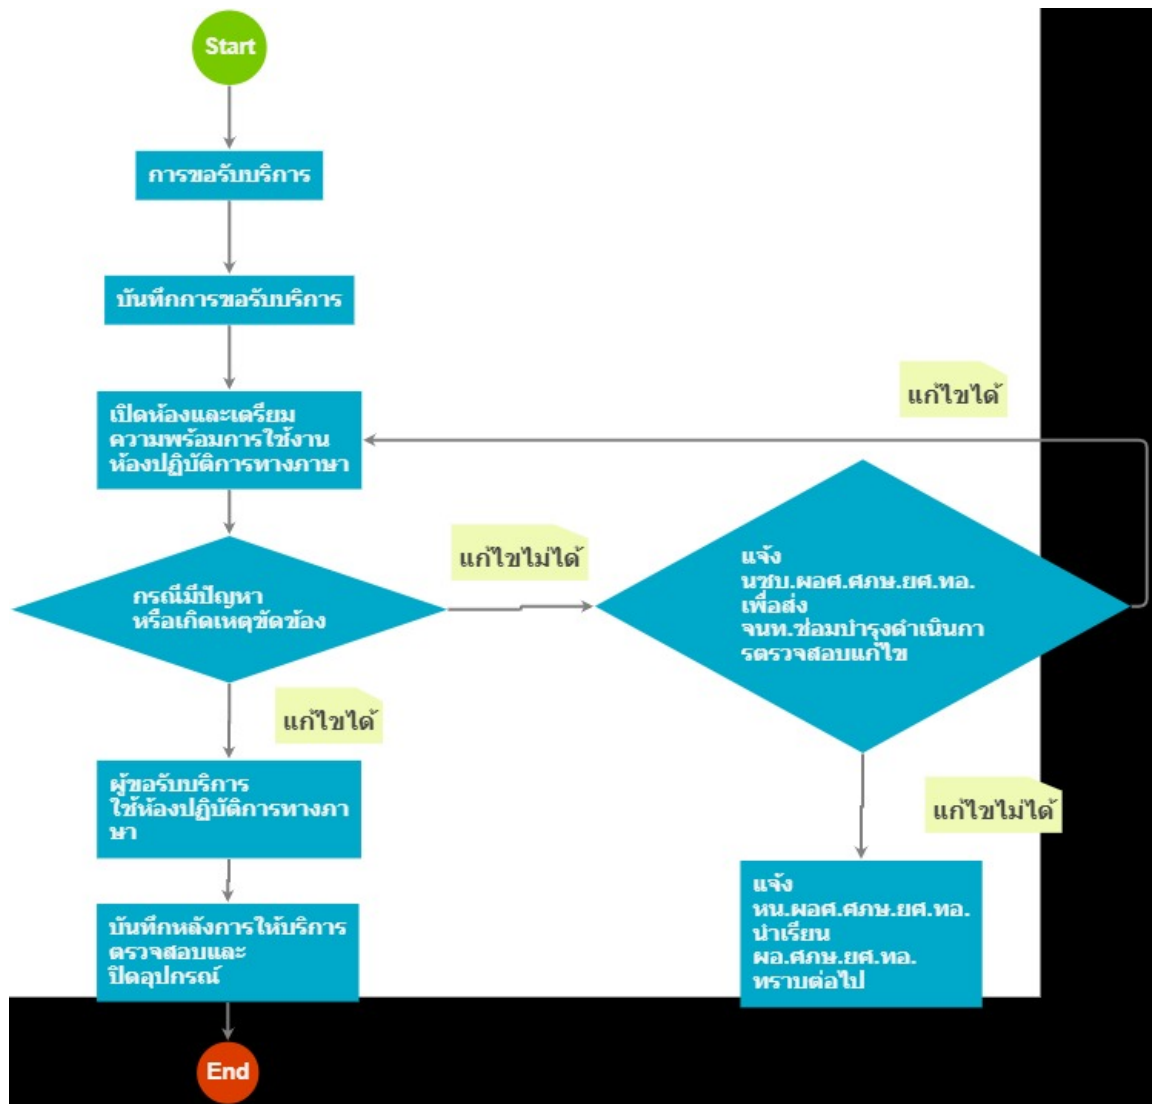 Start
การขอรับบริการ
บันทึกการขอรับบริการ
เปิดห้องและเตรียม
ความพร้อมการใช้งาน
ห้องปฏิบัติการทางภาษา
แก้ไขได้
กรณีมีปัญหา
หรือเกิดเหตุขัดข้อง
แก้ไขไม่ได้
แจ้ง
นซบ.ผอศ.ศภษ.ยศ.ทอ.
เพื่อส่ง
จนท.ซ่อมบำรุงดำเนินกา
รตรวจสอบแก้ไข
แก้ไขได้
ผู้ขอรับบริการ
ใช้ห้องปฏิบัติการทางภา
ษา
แก้ไขไม่ได้
แจ้ง
หน.ผอศ.ศภษ.ยศ.ทอ.
นำเรียน
ผอ.ศภษ.ยศ.ทอ.
ทราบต่อไป
บันทึกหลังการให้บริการ
ตรวจสอบและ
ปิดอุปกรณ์
End